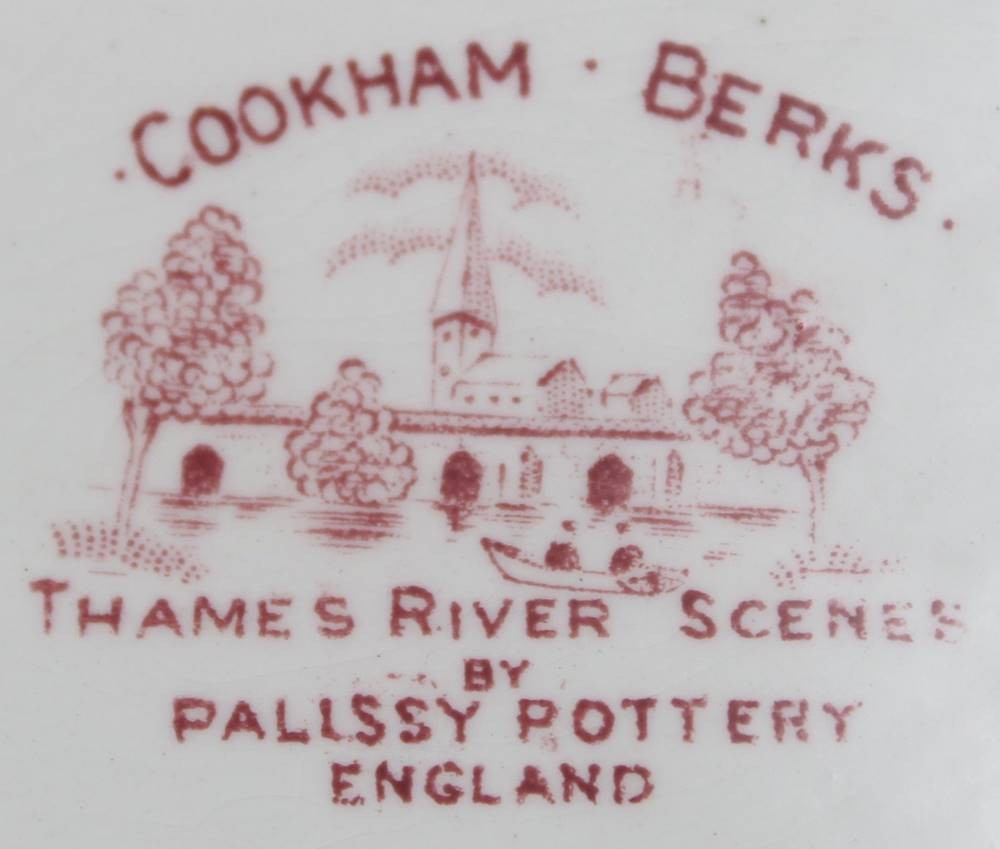 · COOKHAM · BERKS ·
THAMES RIVER SCENES
BY
PALISSY POTTERY
ENGLAND